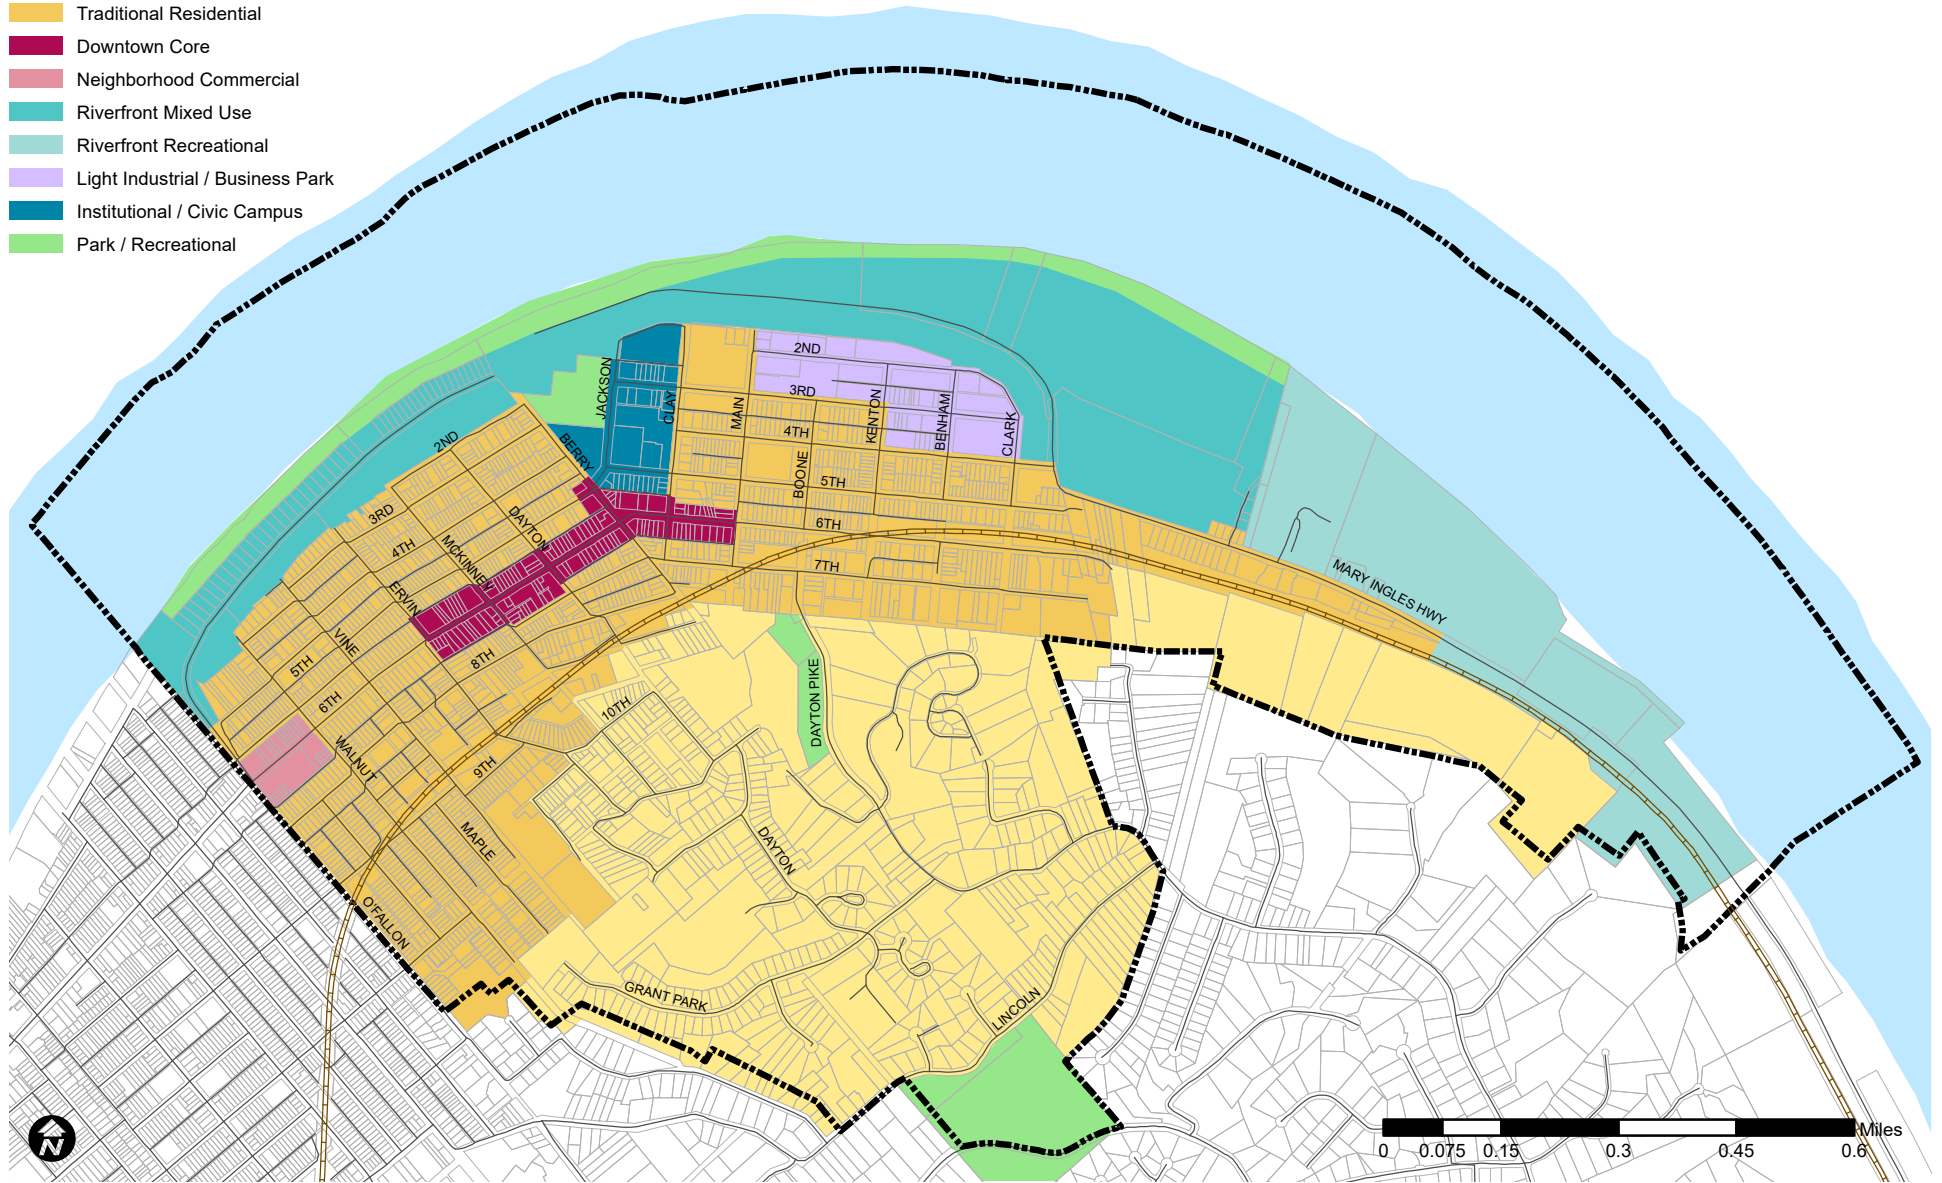 Traditional Residential
Downtown Core
Neighborhood Commercial
Riverfront Mixed Use
Riverfront Recreational
Light Industrial / Business Park
Institutional / Civic Campus
Park / Recreational
2ND
JACKSON
3RD
CLAY
MAIN
KENTON
BENHAM
CLARK
4TH
2ND
BERRY
BOONE
5TH
3RD
DAYTON
6TH
4TH
MCKINNEY
7TH
MARY INGLES HWY
ERVIN
VINE
5TH
8TH
6TH
10TH
DAYTON PIKE
WALNUT
9TH
MAPLE
DAYTON
O'FALLON
GRANT PARK
LINCOLN
N
Miles
0 0.075 0.15 0.3 0.45 0.6